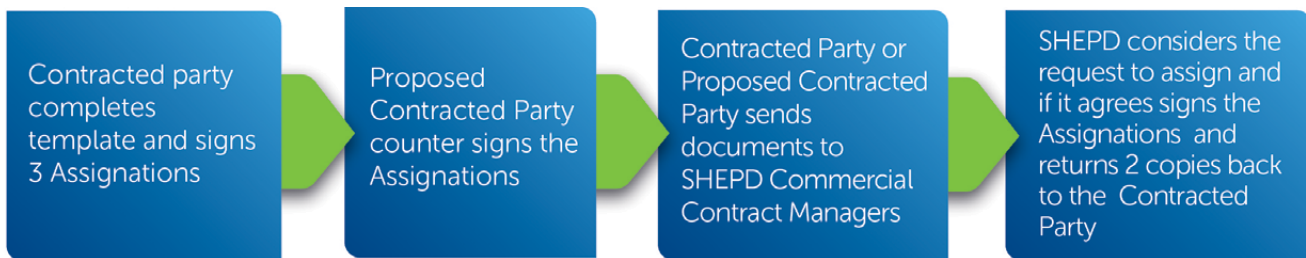 Contracted party
completes
template and signs
3 Assignations
Proposed
Contracted Party
counter signs the
Assignations
Contracted Party or
Proposed Contracted
Party sends
documents to
SHEPD Commercial
Contract Managers
SHEPD considers the
request to assign and
if it agrees signs the
Assignations and
returns 2 copies back
to the Contracted
Party